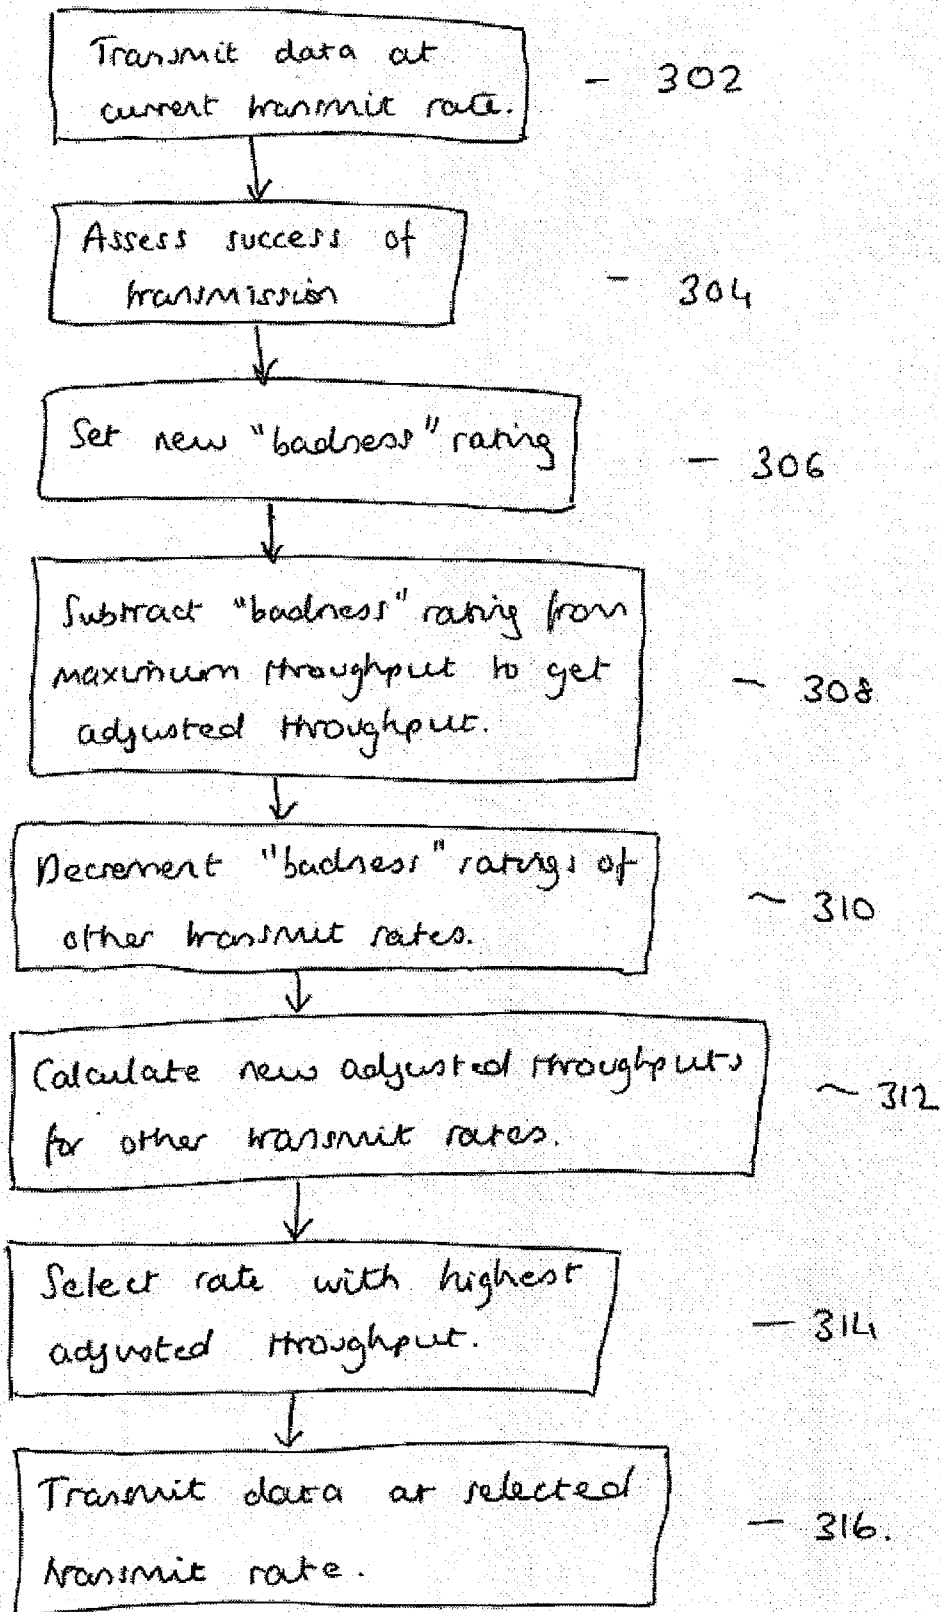 Transmit data at
current transmit rate.
- 302
Assess success of
transmission
- 304
Set new "badness" rating
- 306
Subtract "badness" rating from
maximum throughput to get
adjusted throughput.
- 308
Decrement "badness" ratings of
other transmit rates.
~ 310
Calculate new adjusted throughputs
for other transmit rates.
~ 312
Select rate with highest
adjusted throughput.
- 314
Transmit data at selected
transmit rate.
- 316.